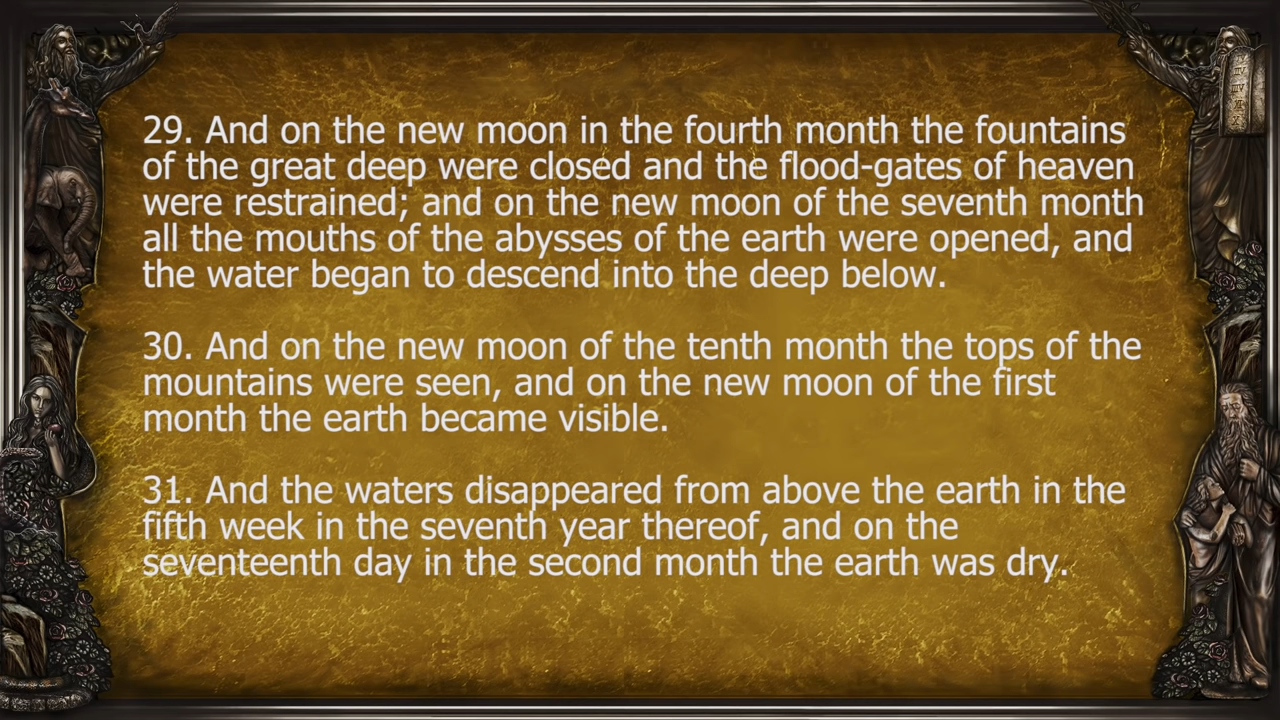 29. And on the new moon in the fourth month the fountains
of the great deep were closed and the flood-gates of heaven
were restrained; and on the new moon of the seventh month
all the mouths of the abysses of the earth were opened, and
the water began to descend into the deep below.
30. And on the new moon of the tenth month the tops of the
mountains were seen, and on the new moon of the first
month the earth became visible.
31. And the waters disappeared from above the earth in the
fifth week in the seventh year thereof, and on the
seventeenth day in the second month the earth was dry.